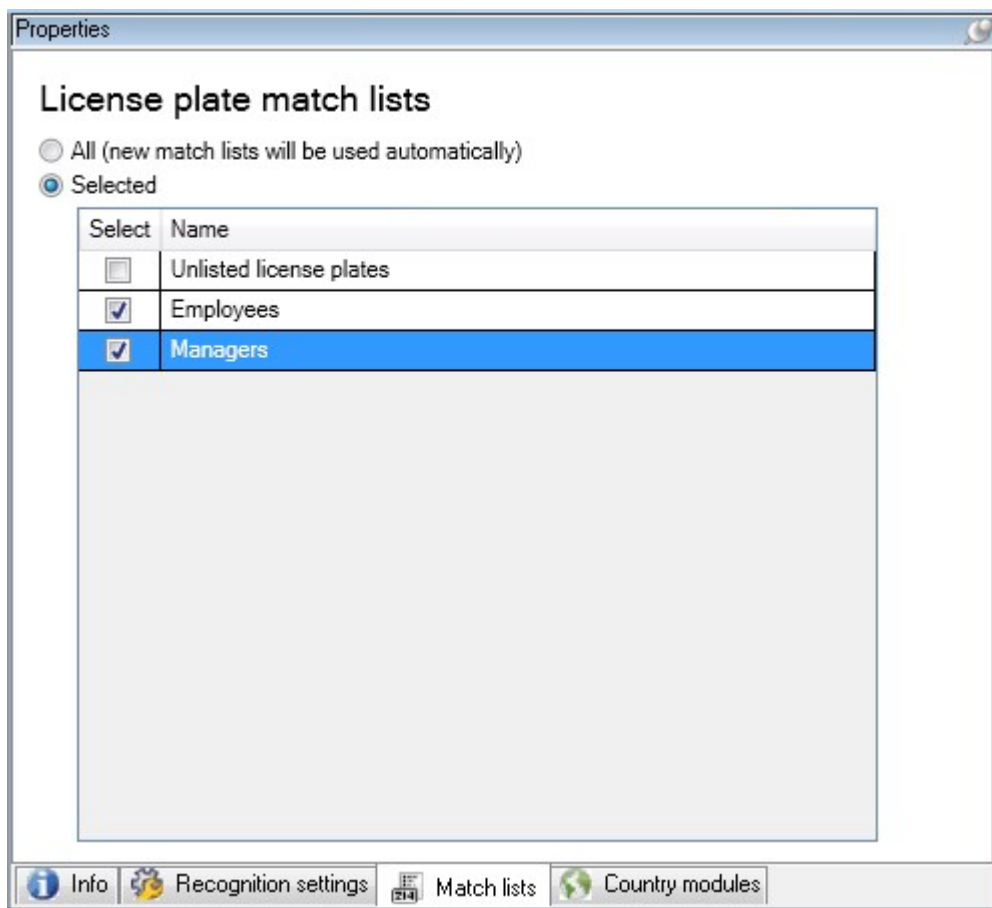 Properties
License plate match lists
All (new match lists will be used automatically)
Selected
Select Name
Unlisted license plates
Employees
Managers
Info Recognition settings Match lists Country modules